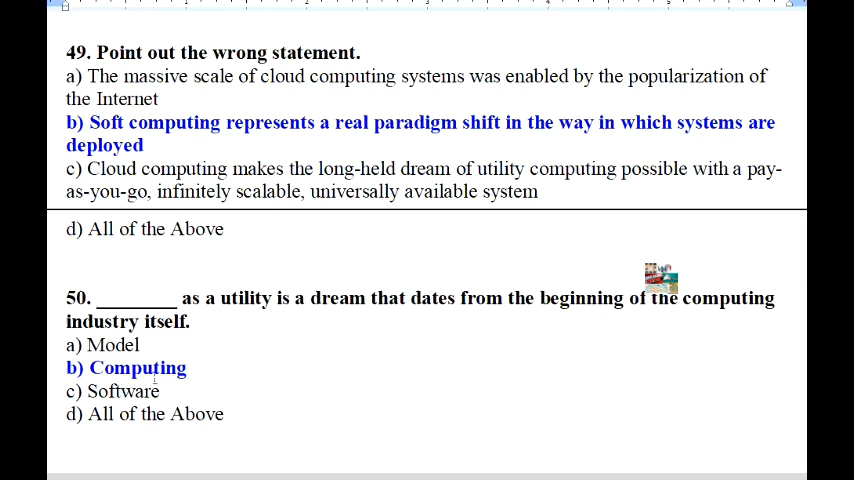 49. Point out the wrong statement.
a) The massive scale of cloud computing systems was enabled by the popularization of
the Internet
b) Soft computing represents a real paradigm shift in the way in which systems are
deployed
c) Cloud computing makes the long-held dream of utility computing possible with a pay-
as-you-go, infinitely scalable, universally available system
d) All of the Above
50. ________ as a utility is a dream that dates from the beginning of the computing
industry itself.
a) Model
b) Computing
c) Software
d) All of the Above